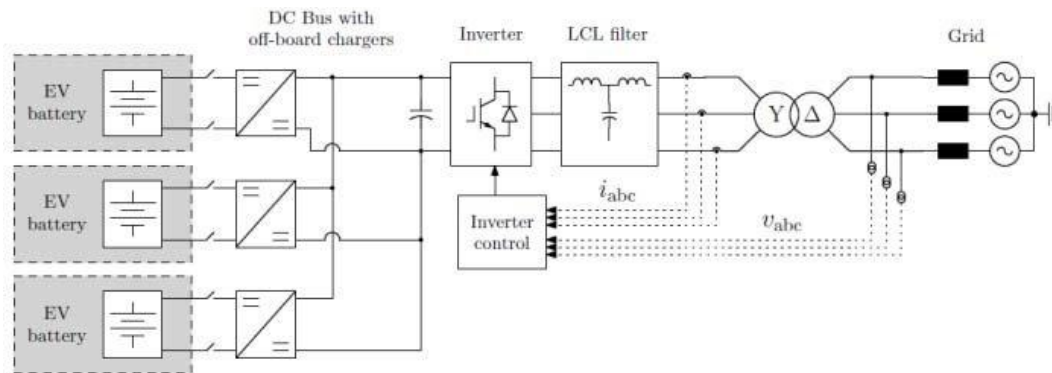 DC Bus with
off-board chargers
Inverter
LCL filter
Grid
EV
battery
Y Δ
EV
battery
i_abc
Inverter
control
v_abc
EV
battery